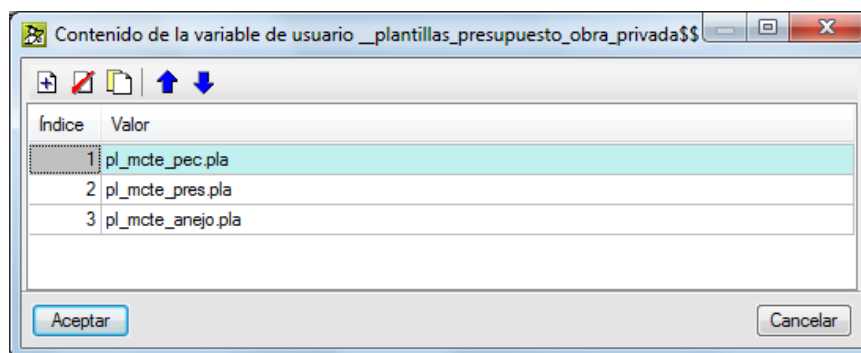 Contenido de la variable de usuario __plantillas_presupuesto_obra_privada$$
Índice Valor
1 pl_mcte_pec.pla
2 pl_mcte_pres.pla
3 pl_mcte_anejo.pla
Aceptar Cancelar